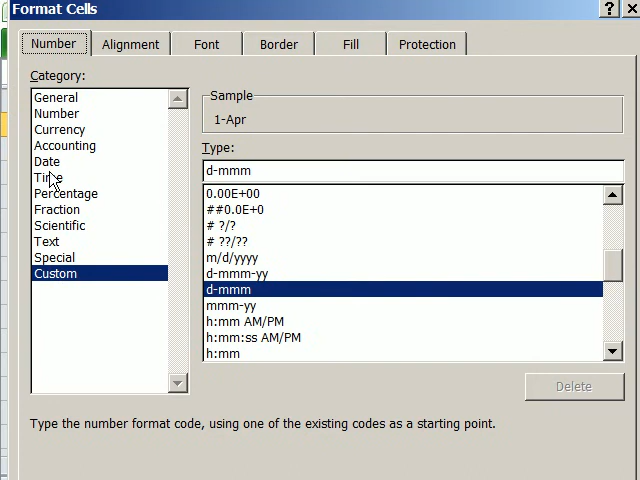 Format Cells
Number Alignment Font Border Fill Protection
Category:
General
Number
Currency
Accounting
Date
Time
Percentage
Fraction
Scientific
Text
Special
Custom
Sample
1-Apr
Type:
d-mmm
0.00E+00
##0.0E+0
# ?/?
# ??/??
m/d/yyyy
d-mmm-yy
d-mmm
mmm-yy
h:mm AM/PM
h:mm:ss AM/PM
h:mm
Delete
Type the number format code, using one of the existing codes as a starting point.